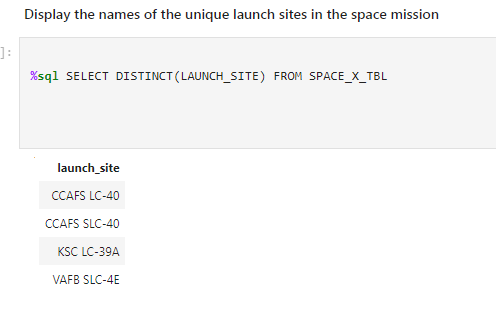 Display the names of the unique launch sites in the space mission
]:
%sql SELECT DISTINCT(LAUNCH_SITE) FROM SPACE_X_TBL
launch_site
CCAFS LC-40
CCAFS SLC-40
KSC LC-39A
VAFB SLC-4E